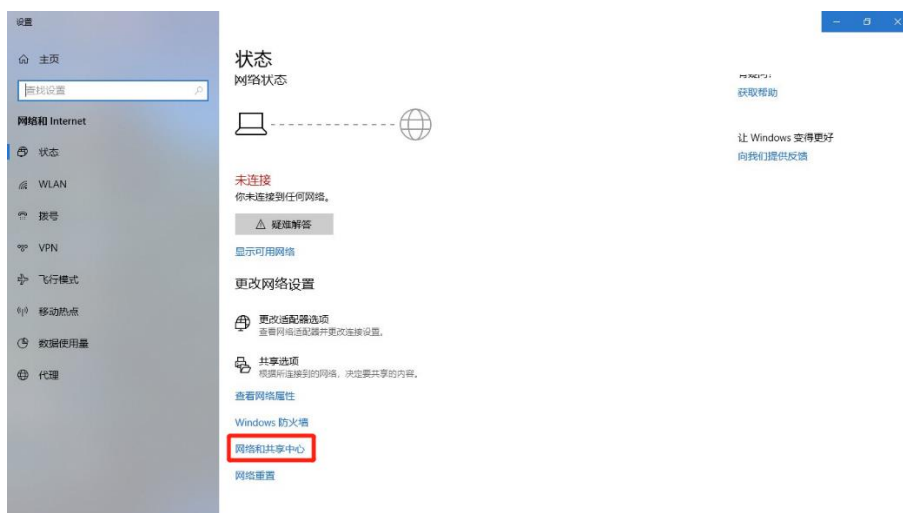 设置
主页
查找设置
网络和 Internet
状态
WLAN
拨号
VPN
飞行模式
移动热点
数据使用量
代理
状态
网络状态
未连接
你未连接到任何网络。
疑难解答
显示可用网络
更改网络设置
更改适配器选项
查看网络适配器并更改连接设置。
共享选项
根据所连接到的网络，决定要共享的内容。
查看网络属性
Windows 防火墙
网络和共享中心
网络重置
获取帮助
让 Windows 变得更好
向我们提供反馈